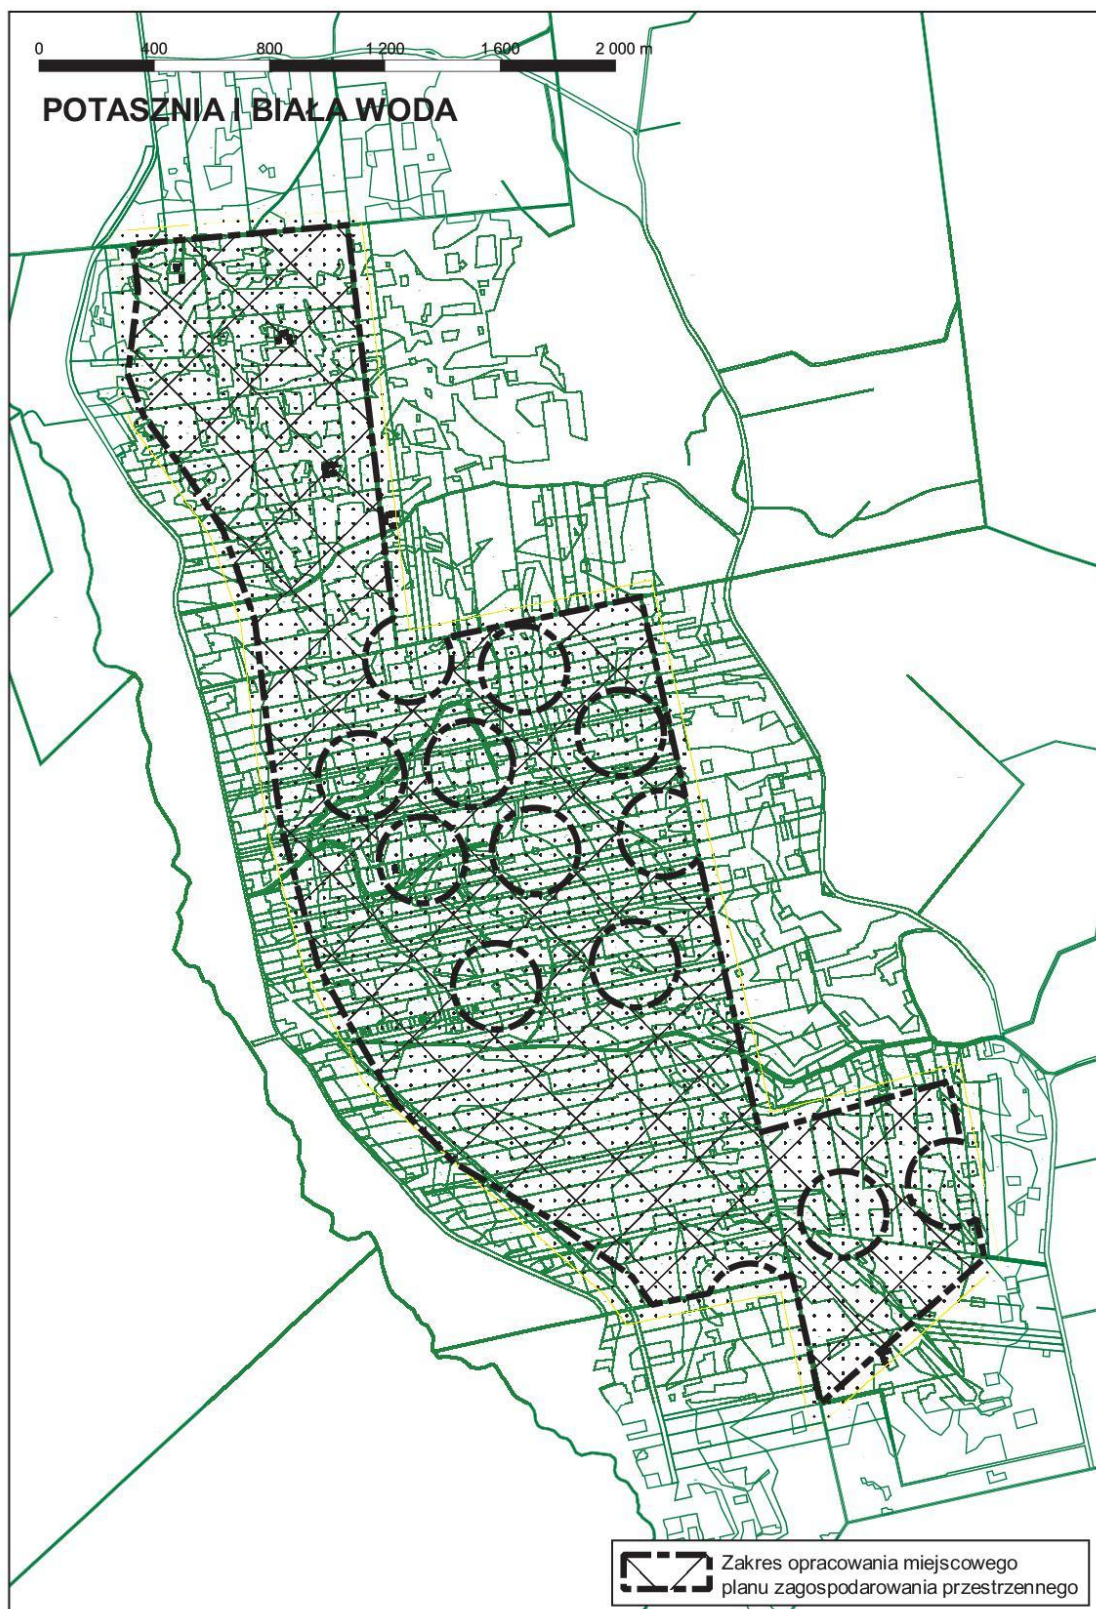 0 400 800 1 200 1 600 2 000 m
POTASZNIA I BIAŁA WODA
Zakres opracowania miejscowego
planu zagospodarowania przestrzennego